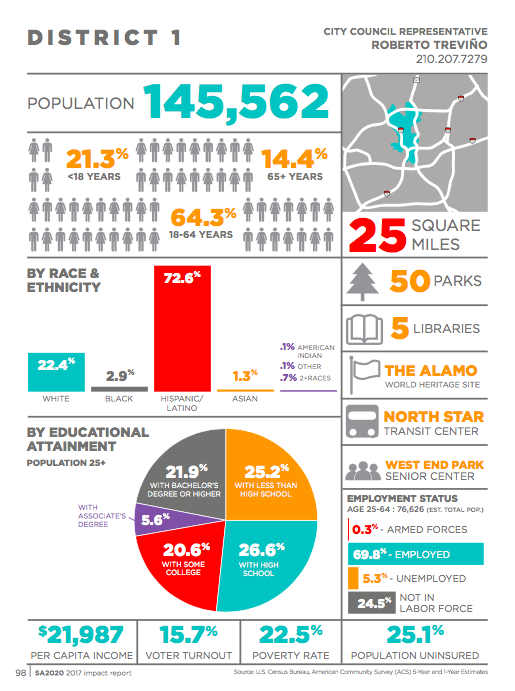 DISTRICT 1
CITY COUNCIL REPRESENTATIVE
ROBERTO TREVIÑO
210.207.7279
POPULATION 145,562
21.3%
<18 YEARS
14.4%
65+ YEARS
64.3%
18-64 YEARS
25 SQUARE
MILES
50 PARKS
5 LIBRARIES
THE ALAMO
WORLD HERITAGE SITE
NORTH STAR
TRANSIT CENTER
WEST END PARK
SENIOR CENTER
BY RACE &
ETHNICITY
22.4%
WHITE
2.9%
BLACK
72.6%
HISPANIC/
LATINO
1.3%
ASIAN
.1% AMERICAN
INDIAN
.1% OTHER
.7% 2+RACES
BY EDUCATIONAL
ATTAINMENT
POPULATION 25+
21.9%
WITH BACHELOR'S
DEGREE OR HIGHER
25.2%
WITH LESS THAN
HIGH SCHOOL
WITH
ASSOCIATE'S
DEGREE
5.6%
20.6%
WITH SOME
COLLEGE
26.6%
WITH HIGH
SCHOOL
EMPLOYMENT STATUS
AGE 25-64 : 76,626 (EST. TOTAL POP.)
0.3% - ARMED FORCES
69.8% - EMPLOYED
5.3% - UNEMPLOYED
24.5% NOT IN
LABOR FORCE
$21,987
PER CAPITA INCOME
15.7%
VOTER TURNOUT
22.5%
POVERTY RATE
25.1%
POPULATION UNINSURED
98 | SA2020 2017 impact report
Source: U.S. Census Bureau, American Community Survey (ACS) 5-Year and 1-Year Estimates